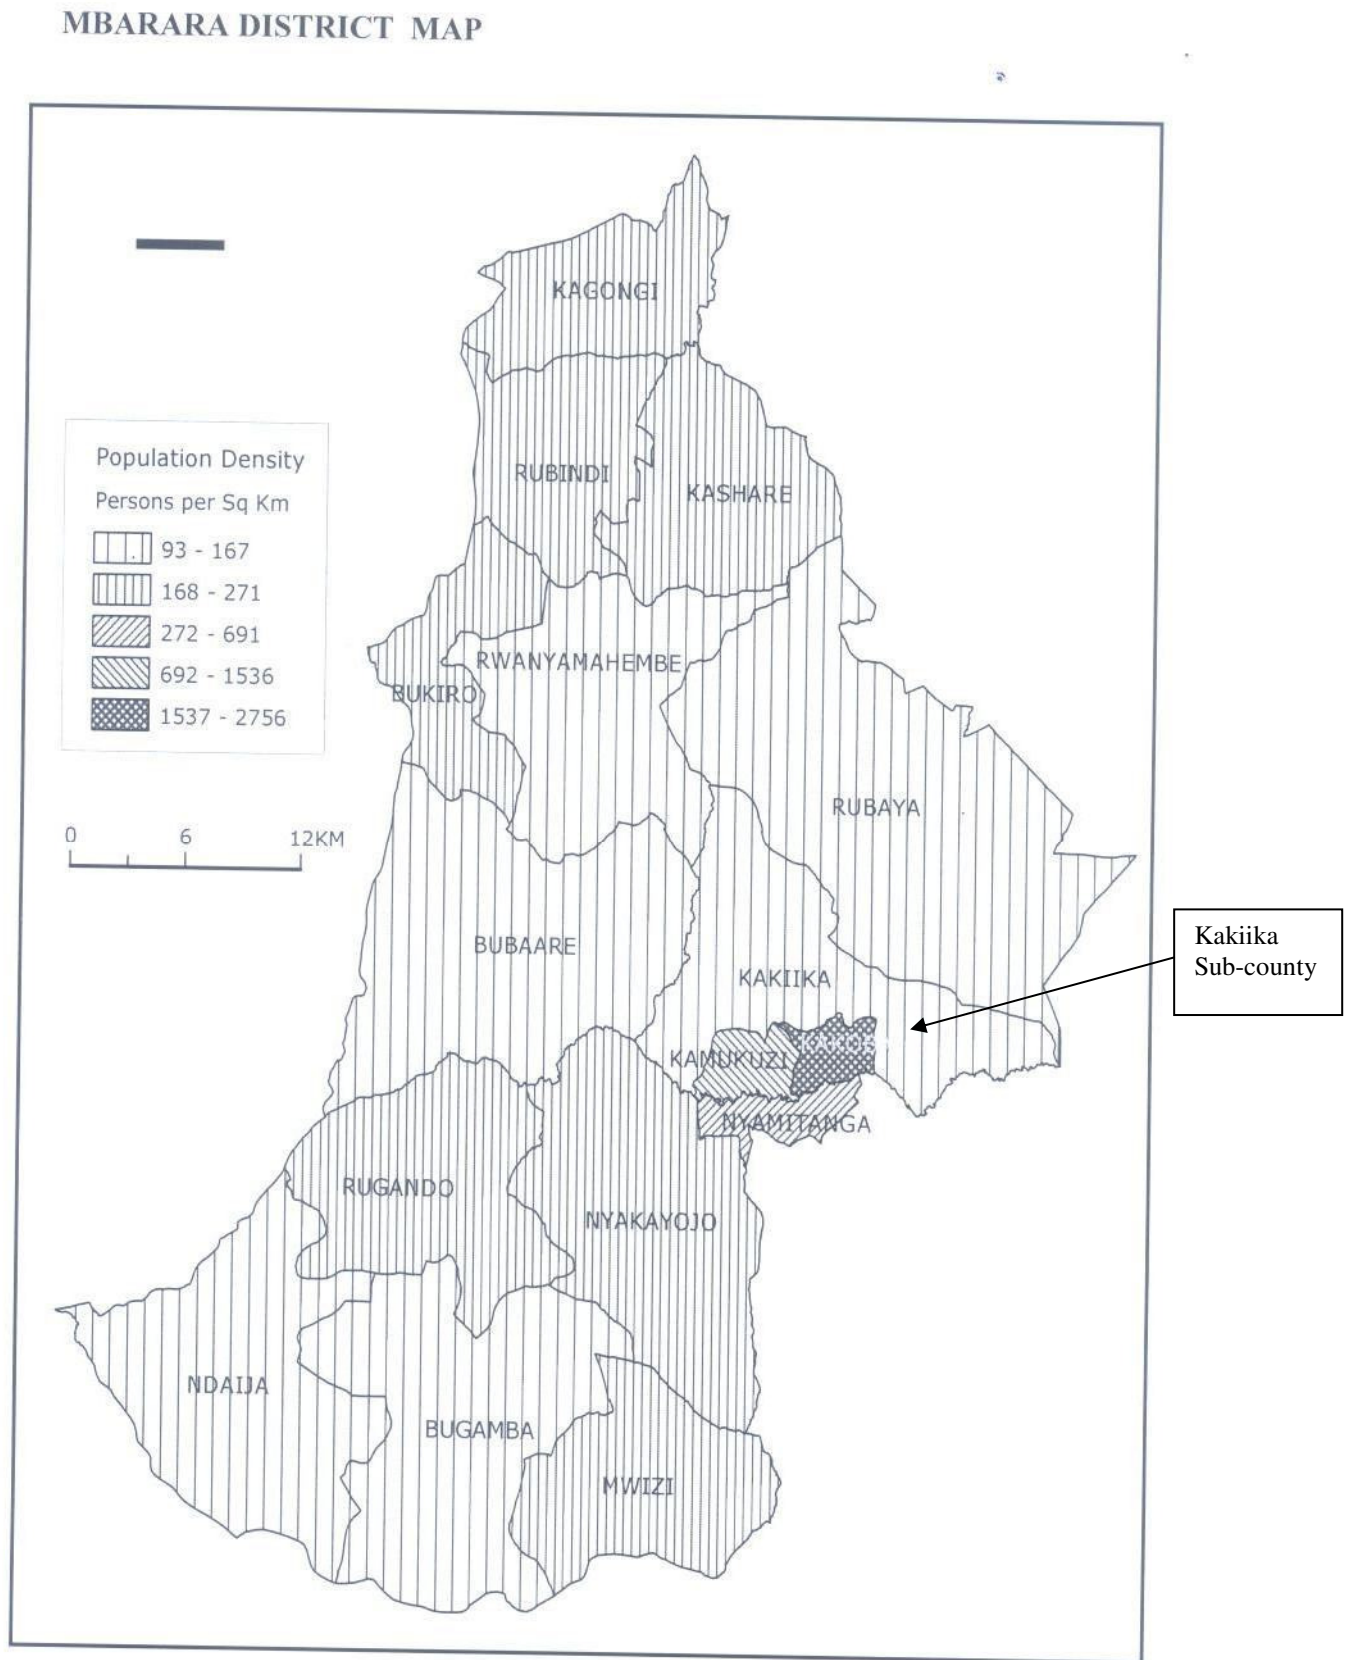 MBARARA DISTRICT MAP
KAGONGI
Population Density
Persons per Sq Km
93 - 167
168 - 271
272 - 691
692 - 1536
1537 - 2756
RUBINDI
KASHARE
RWANYAMAHEMBE
BUKIRO
RUBAYA
0 6 12KM
BUBAARE
KAKIIKA
Kakiika
Sub-county
KAMUKUZI
NYAMITANGA
RUGANDO
NYAKAYOJO
NDAIJA
BUGAMBA
MWIZI